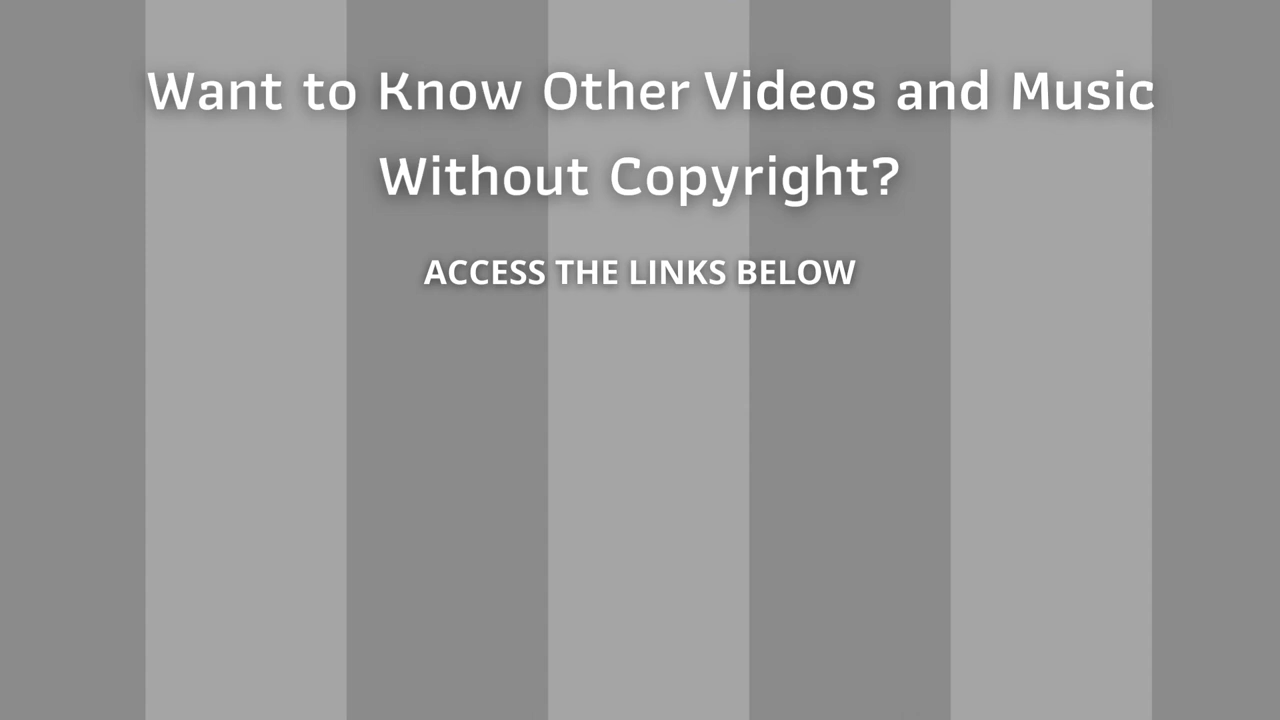 Want to Know Other Videos and Music
Without Copyright?
ACCESS THE LINKS BELOW